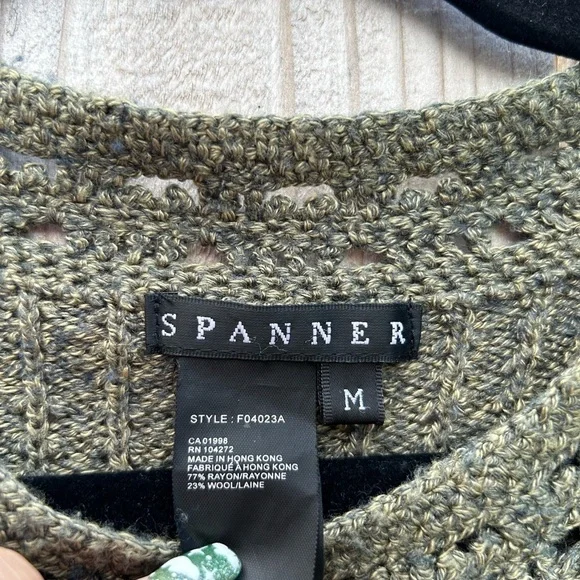 SPANNER
M
STYLE : F04023A
CA 01998
RN 104272
MADE IN HONG KONG
FABRIQUÉ À HONG KONG
77% RAYON/RAYONNE
23% WOOL/LAINE